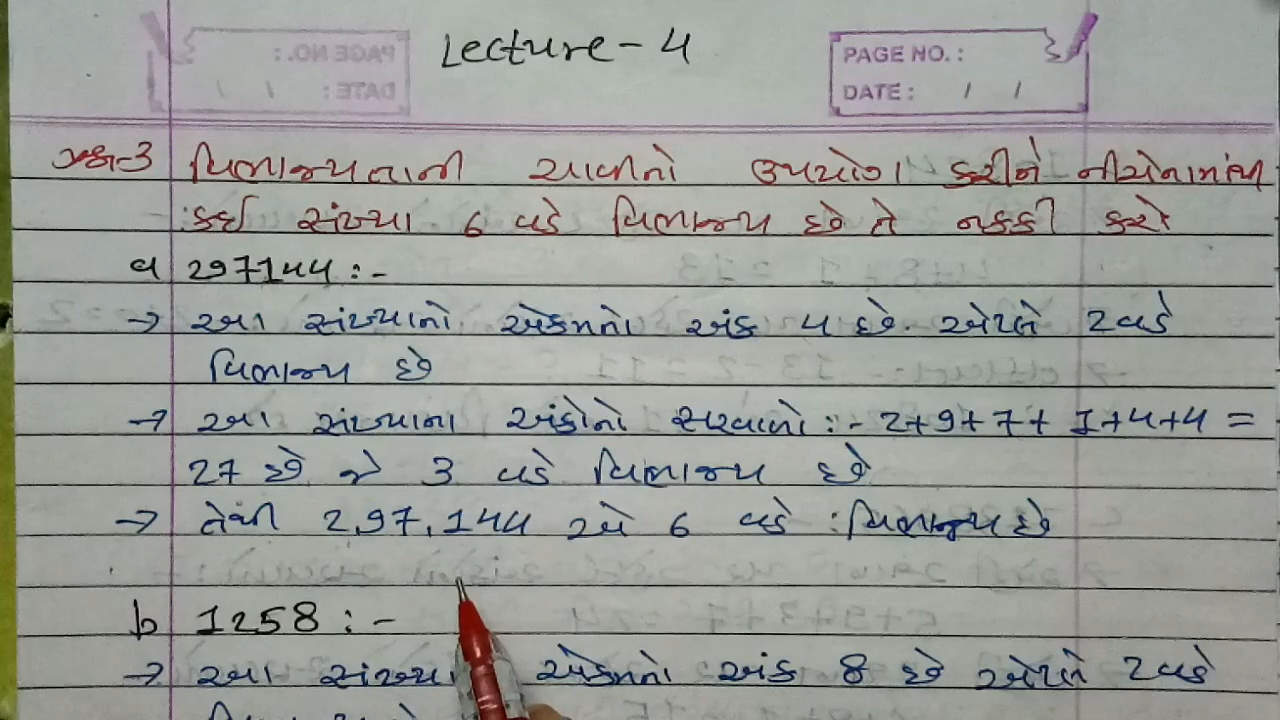 Lecture-4
PAGE NO. :
DATE : / /
પ્રશ્ન-3 વિભાજ્યતાની ચાવીનો ઉપયોગ કરીને નીચેનામાંથી
કઈ સંખ્યા 6 વડે વિભાજ્ય છે તે નક્કી કરો
a 297144:-
→ આ સંખ્યાનો એકમનો અંક 4 છે. એટલે 2 વડે
વિભાજ્ય છે
→ આ સંખ્યાના અંકોનો સરવાળો :- 2+9+7+1+4+4 =
27 છે જે 3 વડે વિભાજ્ય છે
→ તેથી 2,97,144 એ 6 વડે વિભાજ્ય છે
b 1258:-
→ આ સંખ્યા એકમનો અંક 8 છે એટલે 2 વડે